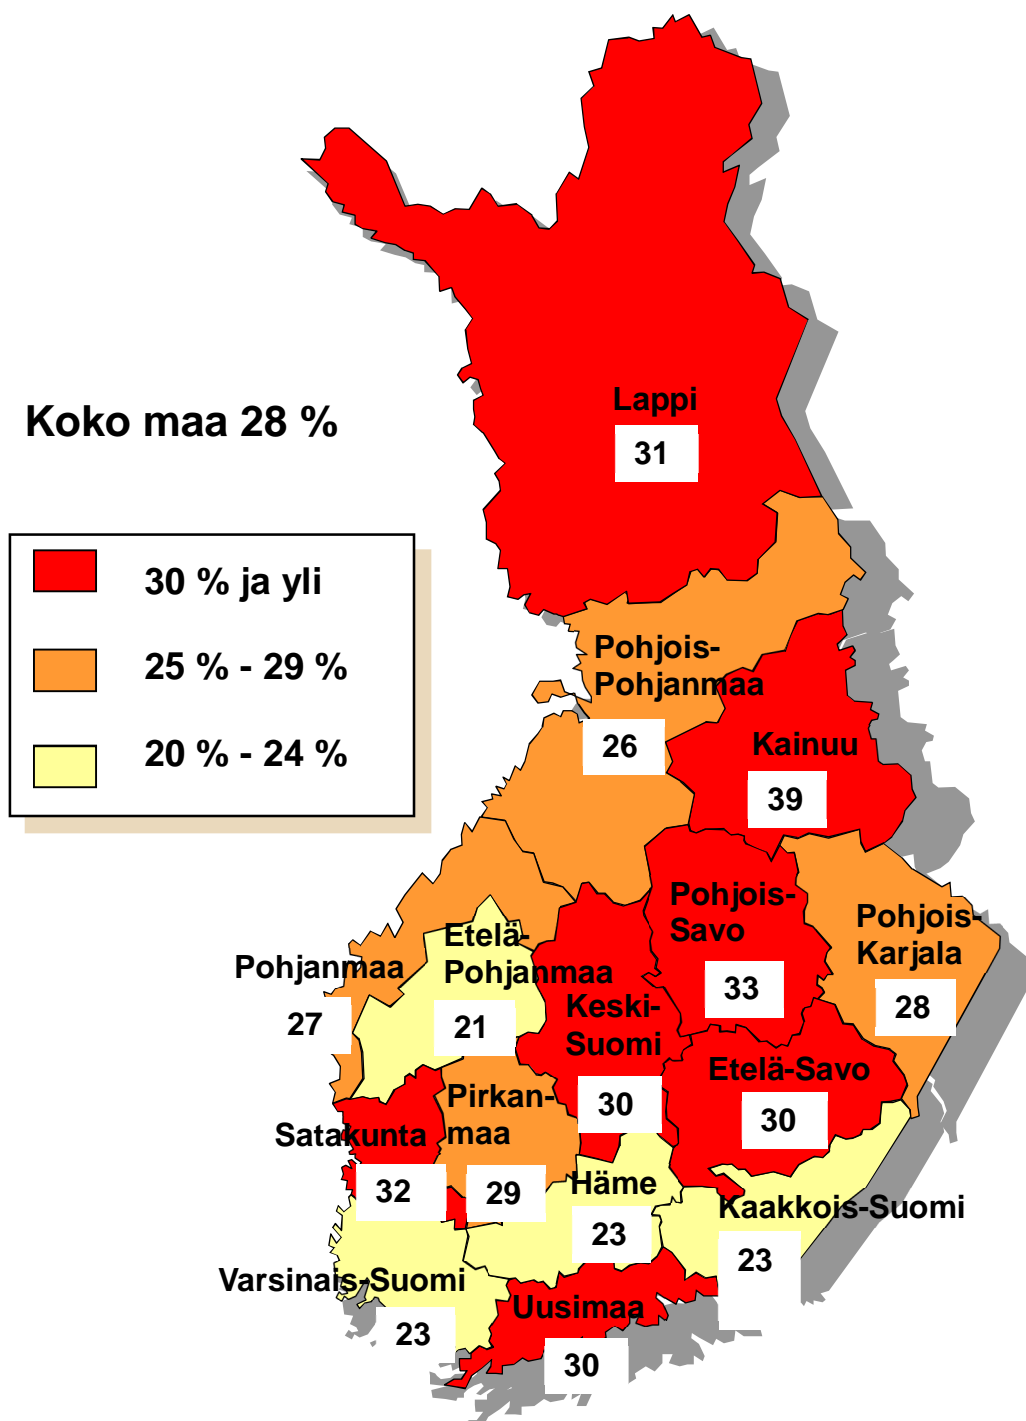 Lappi
31
Koko maa 28 %
30 % ja yli
25 % - 29 %
20 % - 24 %
Pohjois-
Pohjanmaa
26
Kainuu
39
Pohjois-
Savo
33
Pohjois-
Karjala
28
Etelä-
Pohjanmaa
21
Pohjanmaa
27
Keski-
Suomi
30
Etelä-Savo
30
Pirkan-
maa
29
Satakunta
32
Häme
23
Kaakkois-Suomi
23
Varsinais-Suomi
23
Uusimaa
30